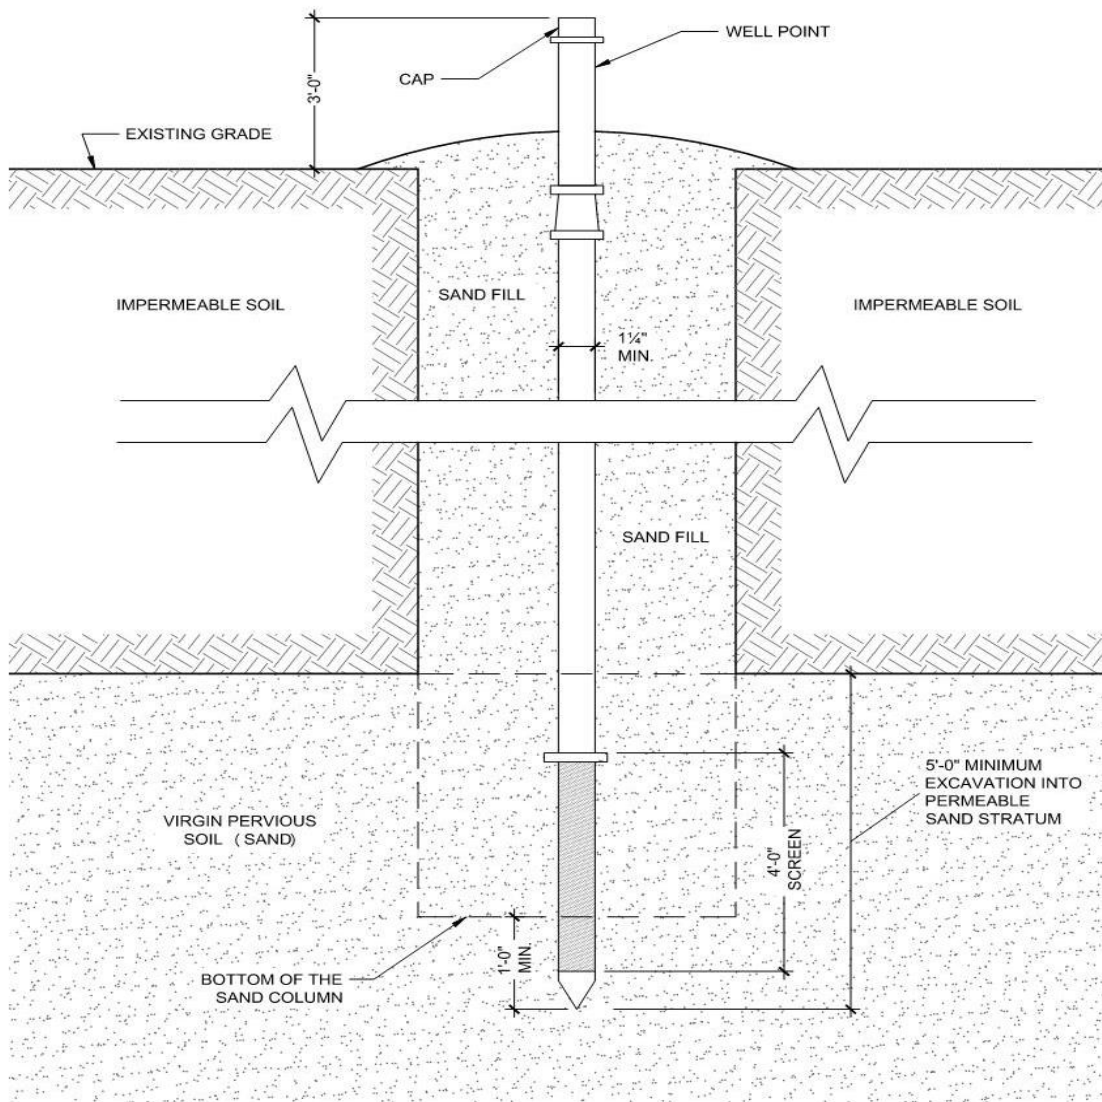 WELL POINT
CAP
3'-0"
EXISTING GRADE
SAND FILL
IMPERMEABLE SOIL
IMPERMEABLE SOIL
1¼"
MIN.
SAND FILL
5'-0" MINIMUM
EXCAVATION INTO
PERMEABLE
SAND STRATUM
VIRGIN PERVIOUS
SOIL (SAND)
4'-0"
SCREEN
1'-0"
MIN.
BOTTOM OF THE
SAND COLUMN